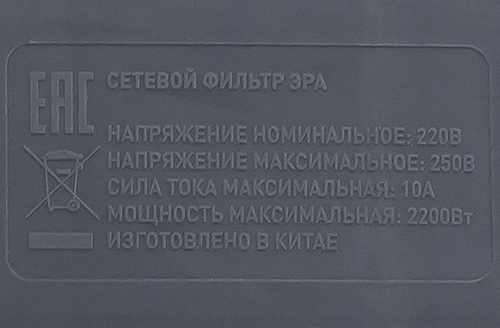 EAC
СЕТЕВОЙ ФИЛЬТР ЭРА
НАПРЯЖЕНИЕ НОМИНАЛЬНОЕ: 220В
НАПРЯЖЕНИЕ МАКСИМАЛЬНОЕ: 250В
СИЛА ТОКА МАКСИМАЛЬНАЯ: 10А
МОЩНОСТЬ МАКСИМАЛЬНАЯ: 2200Вт
ИЗГОТОВЛЕНО В КИТАЕ